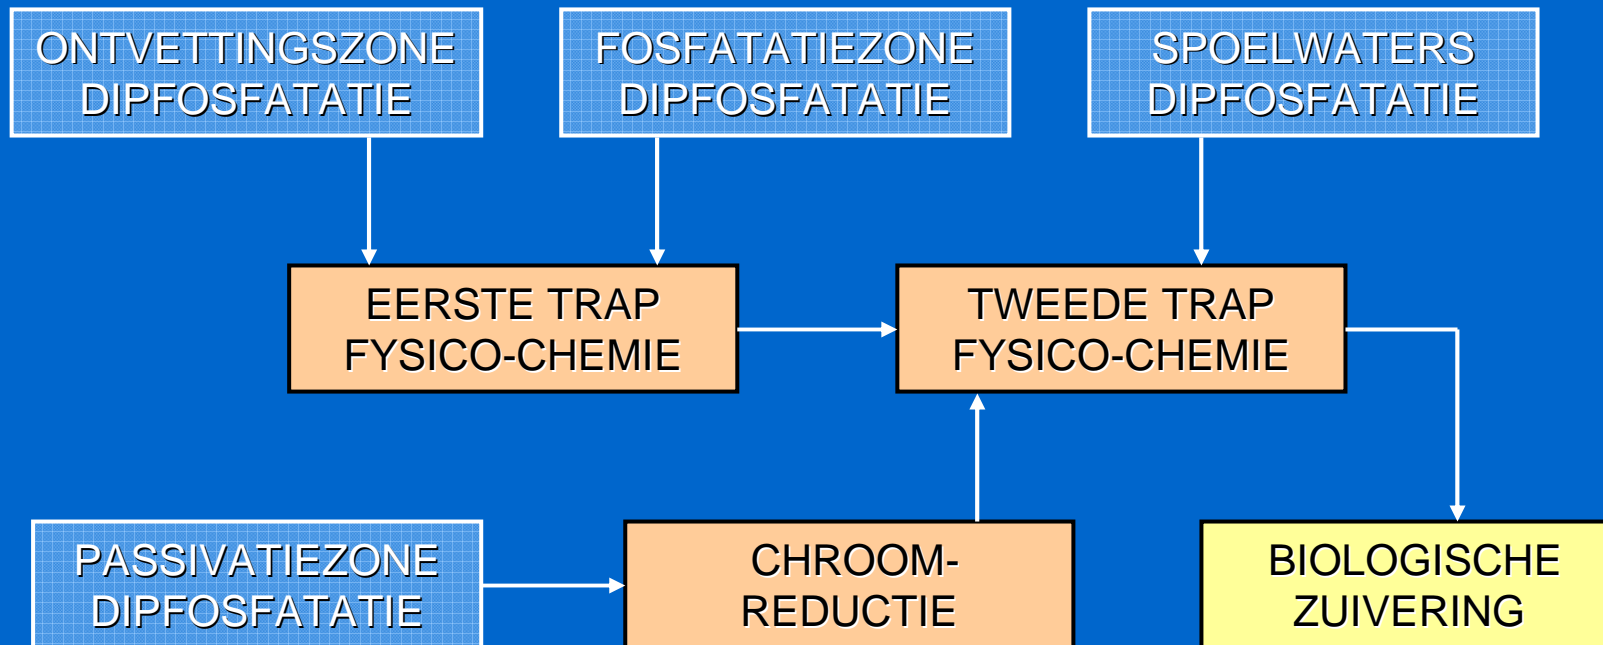 ONTVETTINGSZONE
DIPFOSFATATIE
FOSFATATIEZONE
DIPFOSFATATIE
SPOELWATERS
DIPFOSFATATIE
EERSTE TRAP
FYSICO-CHEMIE
TWEEDE TRAP
FYSICO-CHEMIE
PASSIVATIEZONE
DIPFOSFATATIE
CHROOM-
REDUCTIE
BIOLOGISCHE
ZUIVERING